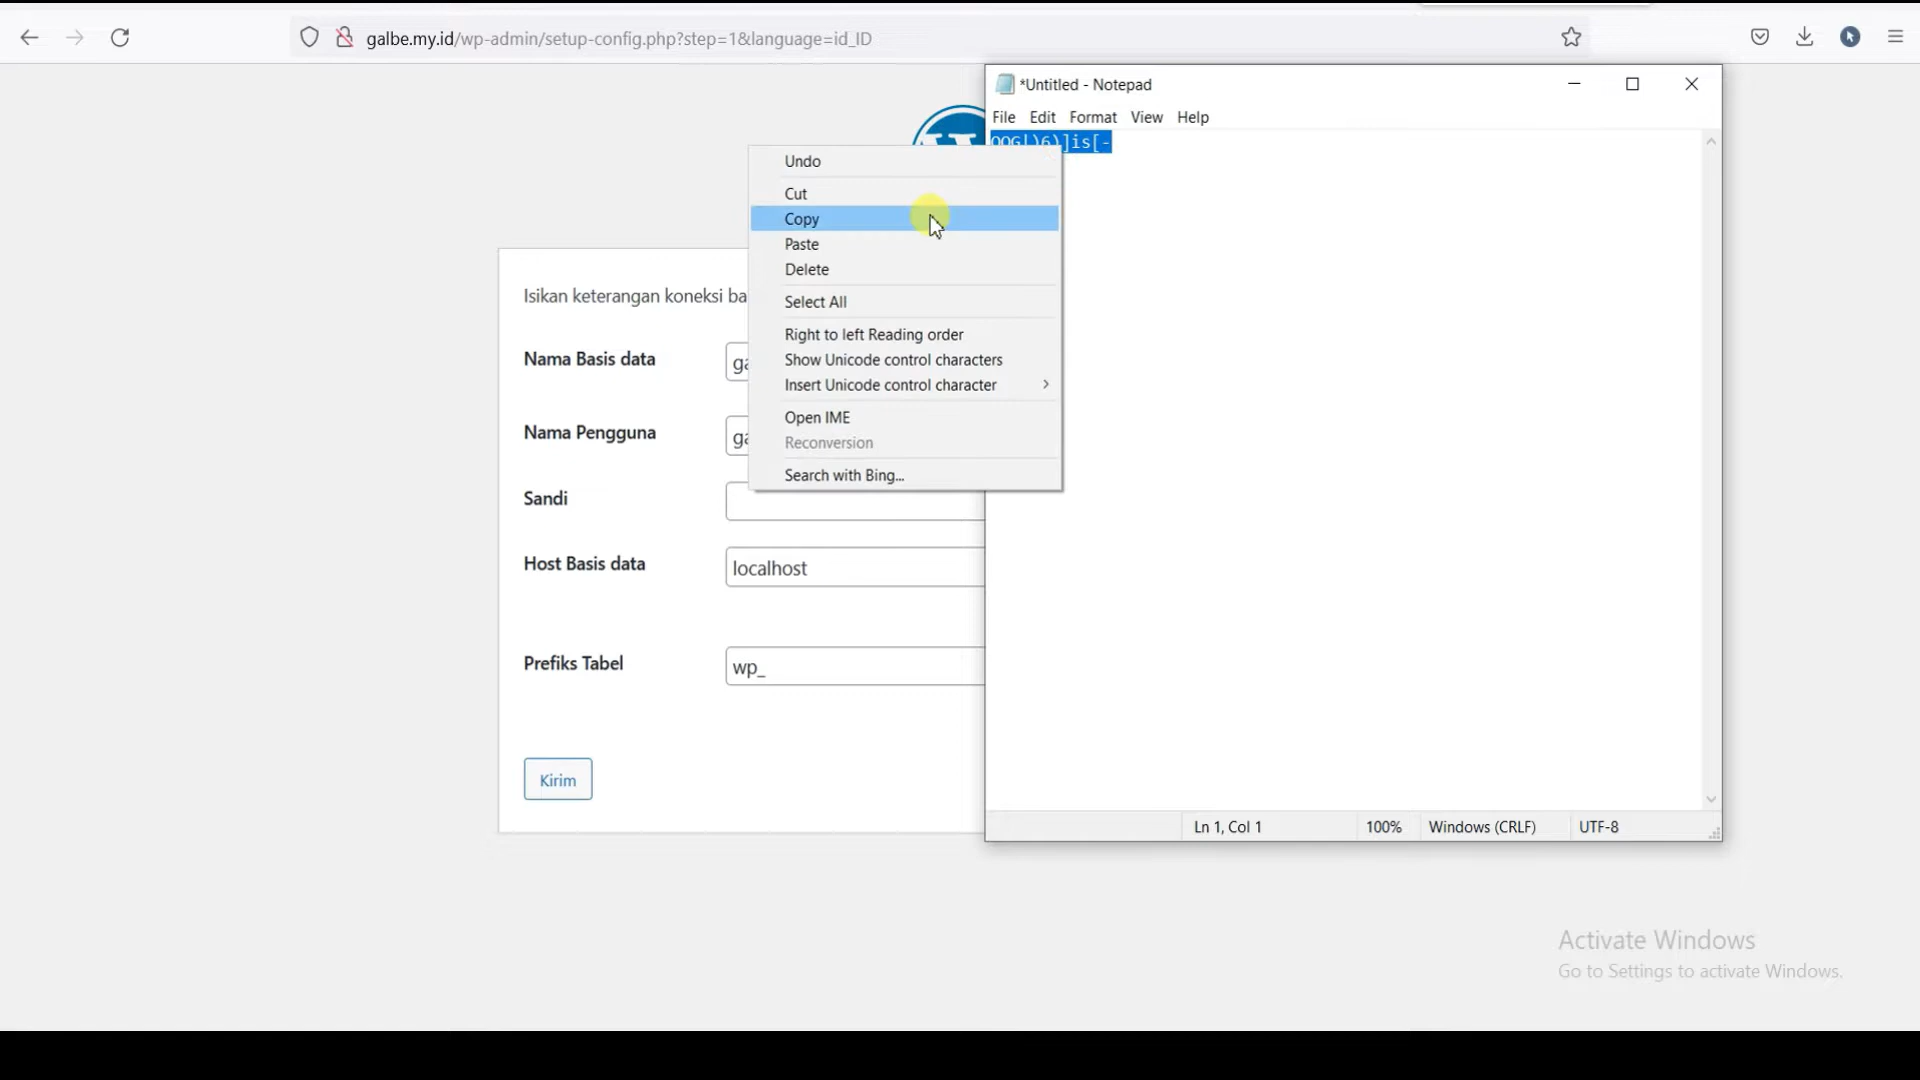 galbe.my.id/wp-admin/setup-config.php?step=1&language=id_ID
*Untitled - Notepad
File Edit Format View Help
]is[-
Undo
Cut
Copy
Paste
Delete
Select All
Right to left Reading order
Show Unicode control characters
Insert Unicode control character
Open IME
Reconversion
Search with Bing...
Isikan keterangan koneksi ba
Nama Basis data
ga
Nama Pengguna
ga
Sandi
Host Basis data
localhost
Prefiks Tabel
wp_
Kirim
Ln 1, Col 1
100%
Windows (CRLF)
UTF-8
Activate Windows
Go to Settings to activate Windows.